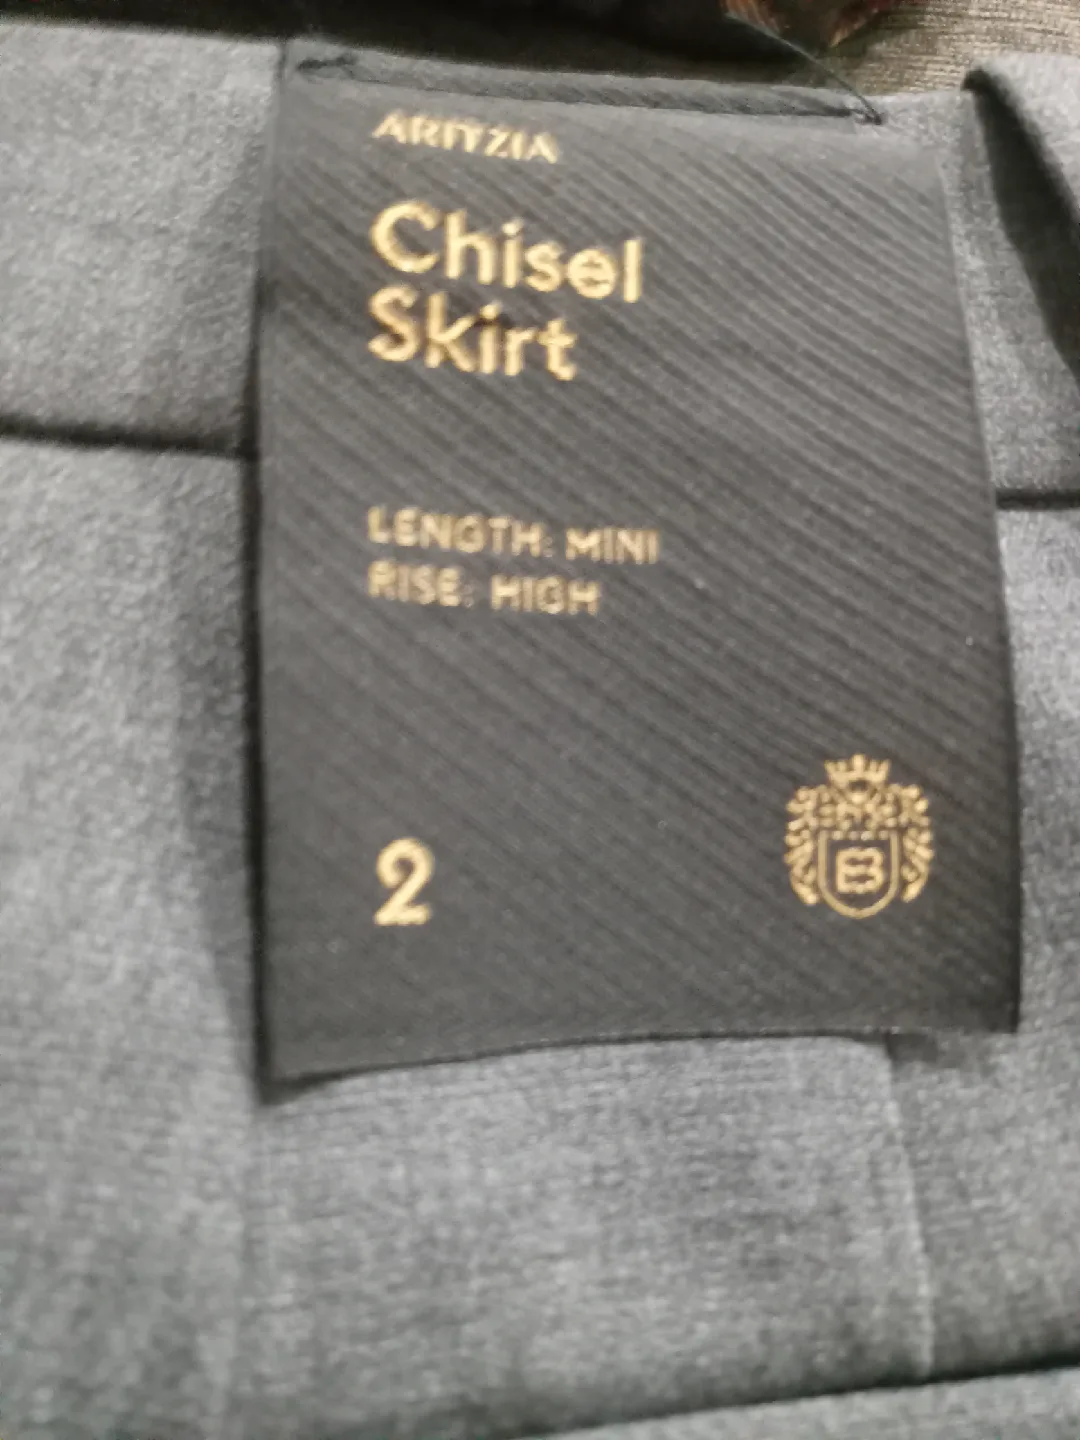 ARITZIA
Chisel
Skirt
LENGTH: MINI
RISE: HIGH
2
B